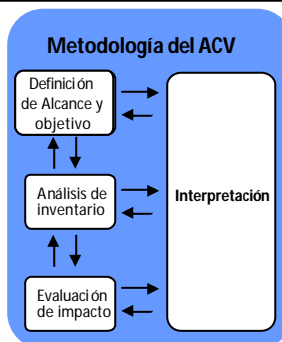 Metodología del ACV
Definición
de Alcance y
objetivo
Análisis de
inventario
Interpretación
Evaluación
de impacto